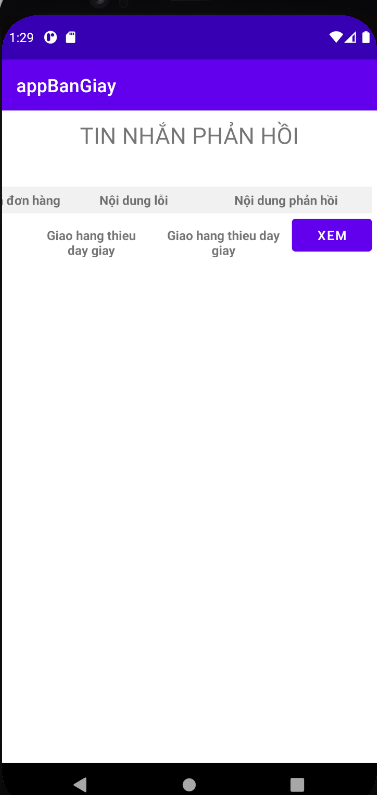 1:29
appBanGiay
TIN NHẮN PHẢN HỒI
đơn hàng Nội dung lỗi Nội dung phản hồi
Giao hang thieu day giay Giao hang thieu day giay XEM